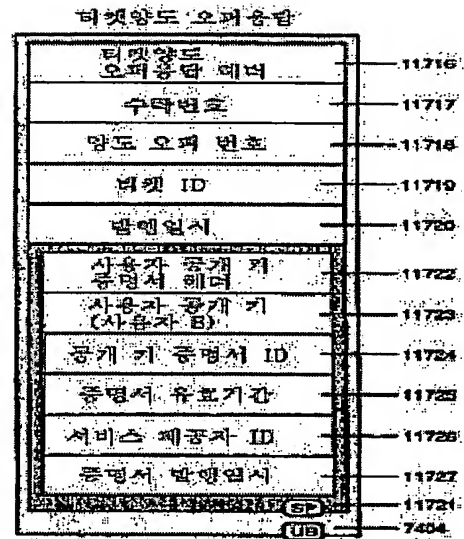 티켓양도 오퍼응답
티켓양도
오퍼응답 헤더
11716
수락번호
11717
양도 오퍼 번호
11718
티켓 ID
11719
발행일시
11720
사용자 공개 키
증명서 헤더
11722
사용자 공개 키
(사용자 B)
11723
공개 키 증명서 ID
11724
증명서 유효기간
11725
서비스 제공자 ID
11726
증명서 발행일시
11727
SP
11721
UB
7404